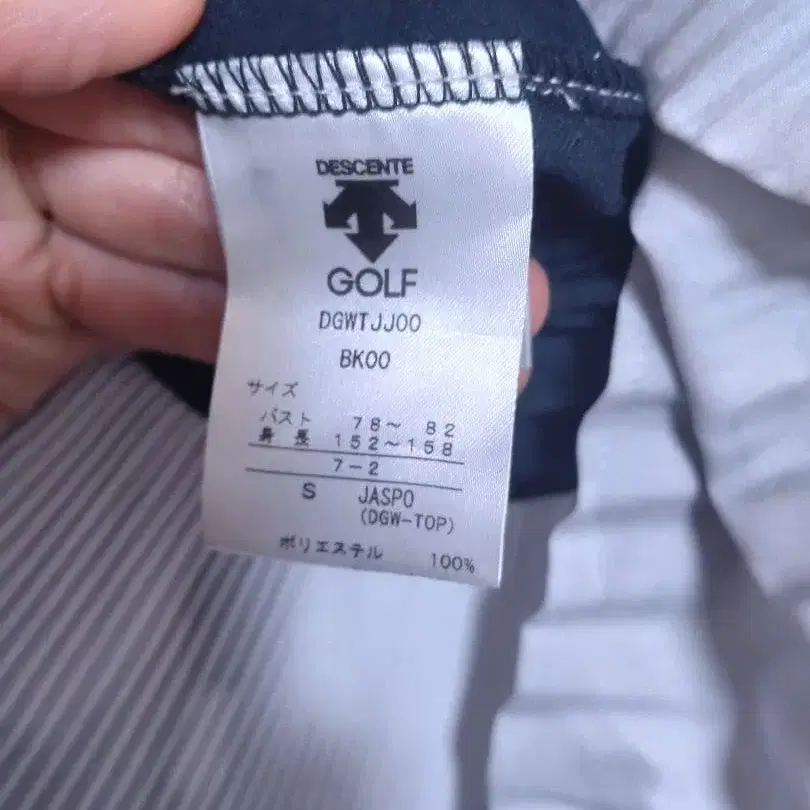 DESCENTE
GOLF
DGWTJJ00
BK00
サイズ
バスト 78～ 82
身 長 152～158
7-2
S JASPO
(DGW-TOP)
ポリエステル 100%